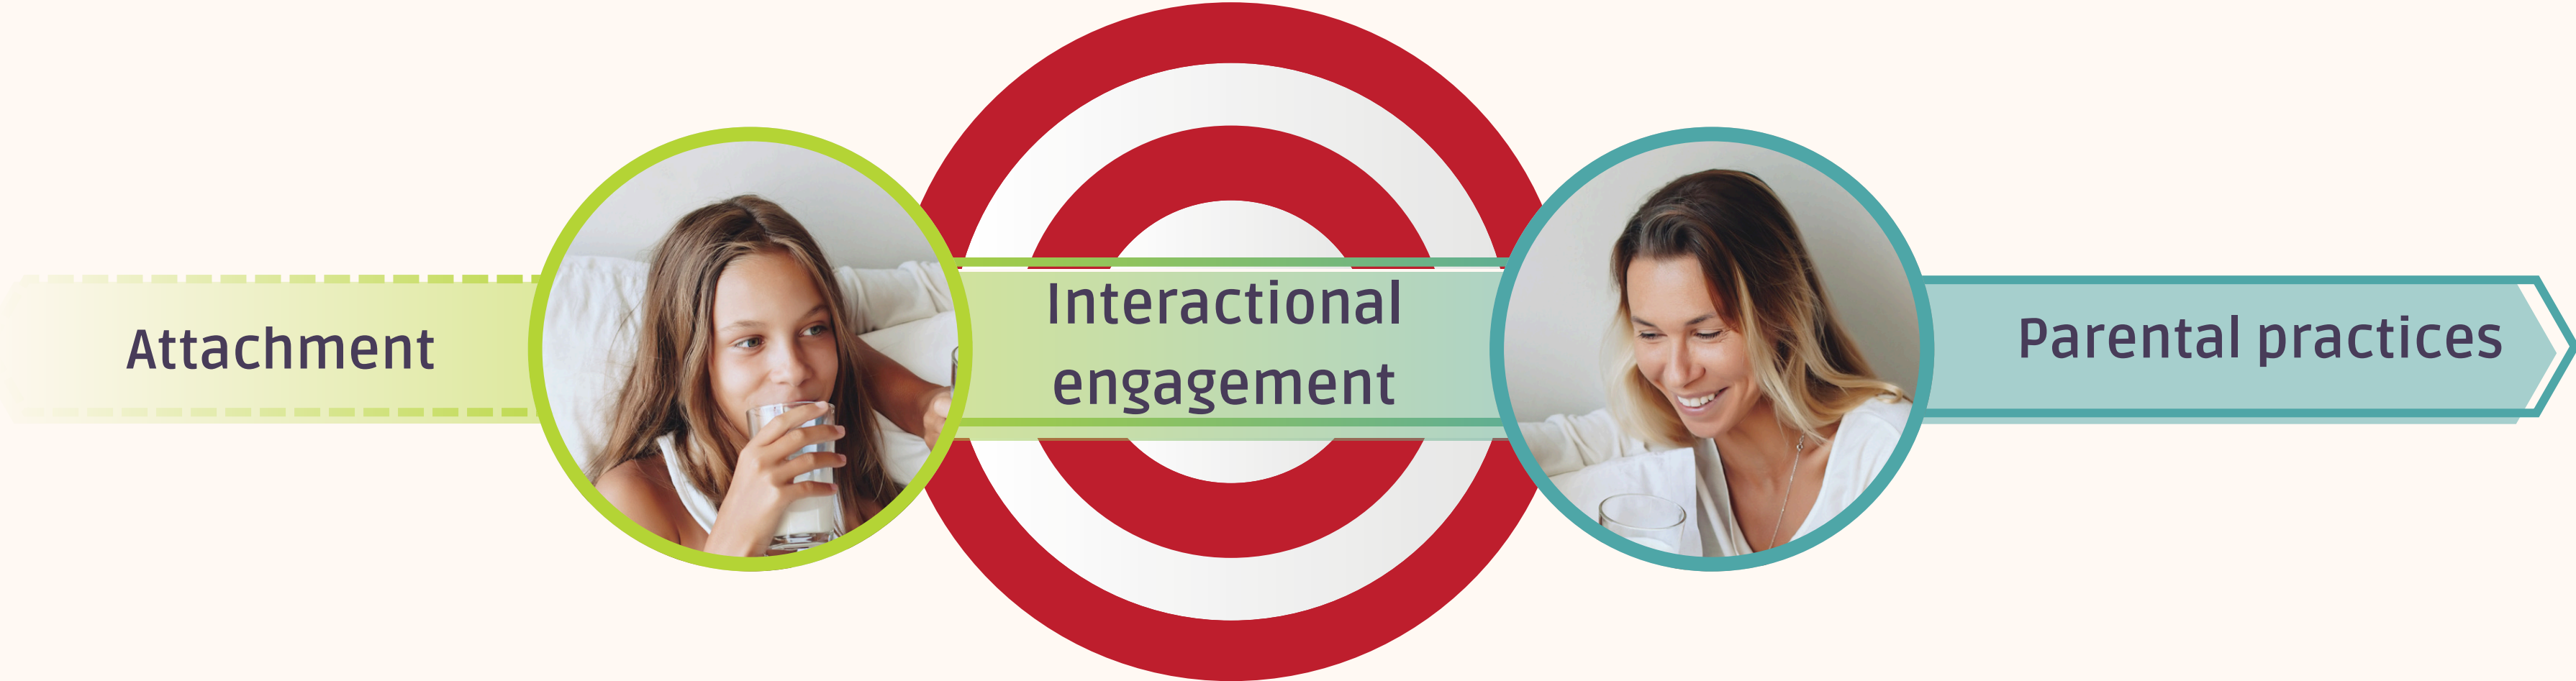 Attachment
Interactional
engagement
Parental practices